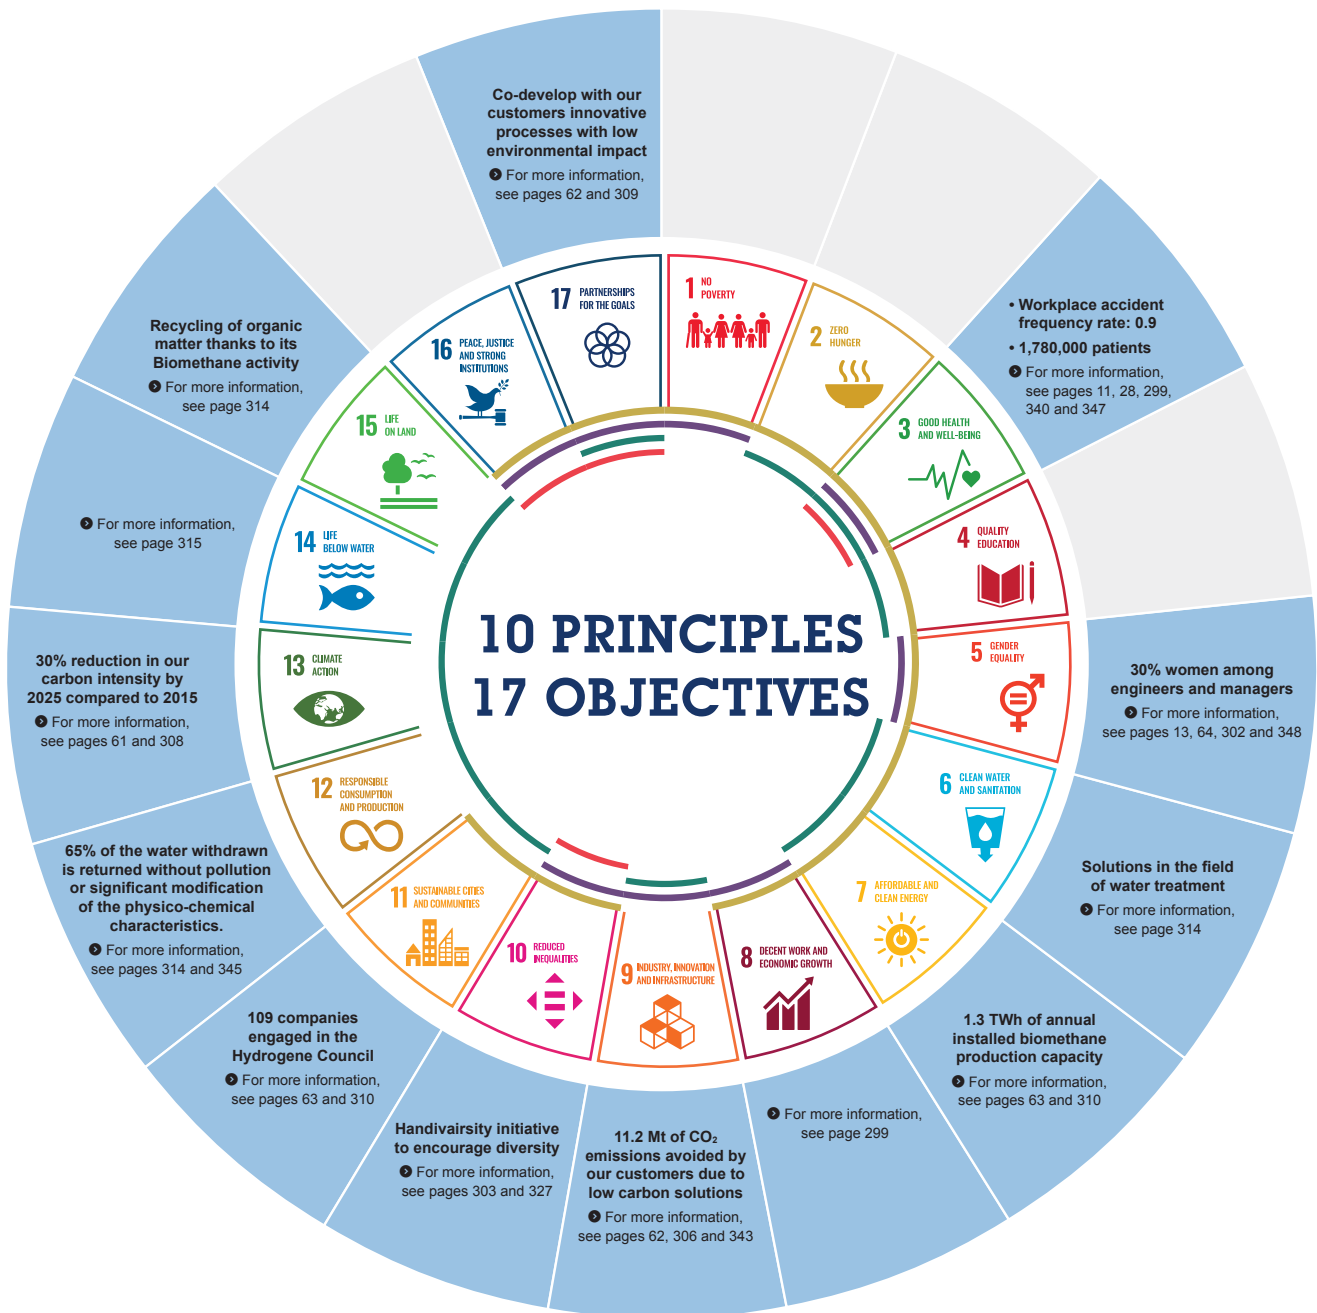 10 PRINCIPLES
17 OBJECTIVES
1 NO
POVERTY
2 ZERO
HUNGER
3 GOOD HEALTH
AND WELL-BEING
• Workplace accident
frequency rate: 0.9
• 1,780,000 patients
For more information,
see pages 11, 28, 299,
340 and 347
4 QUALITY
EDUCATION
5 GENDER
EQUALITY
30% women among
engineers and managers
For more information,
see pages 13, 64, 302 and 348
6 CLEAN WATER
AND SANITATION
Solutions in the field
of water treatment
For more information,
see page 314
7 AFFORDABLE AND
CLEAN ENERGY
1.3 TWh of annual
installed biomethane
production capacity
For more information,
see pages 63 and 310
8 DECENT WORK AND
ECONOMIC GROWTH
For more information,
see page 299
9 INDUSTRY, INNOVATION
AND INFRASTRUCTURE
11.2 Mt of CO₂
emissions avoided by
our customers due to
low carbon solutions
For more information,
see pages 62, 306 and 343
10 REDUCED
INEQUALITIES
Handivairsity initiative
to encourage diversity
For more information,
see pages 303 and 327
11 SUSTAINABLE CITIES
AND COMMUNITIES
109 companies
engaged in the
Hydrogene Council
For more information,
see pages 63 and 310
12 RESPONSIBLE
CONSUMPTION
AND PRODUCTION
65% of the water withdrawn
is returned without pollution
or significant modification
of the physico-chemical
characteristics.
For more information,
see pages 314 and 345
13 CLIMATE
ACTION
30% reduction in our
carbon intensity by
2025 compared to 2015
For more information,
see pages 61 and 308
14 LIFE
BELOW WATER
For more information,
see page 315
15 LIFE
ON LAND
Recycling of organic
matter thanks to its
Biomethane activity
For more information,
see page 314
16 PEACE, JUSTICE
AND STRONG
INSTITUTIONS
17 PARTNERSHIPS
FOR THE GOALS
Co-develop with our
customers innovative
processes with low
environmental impact
For more information,
see pages 62 and 309